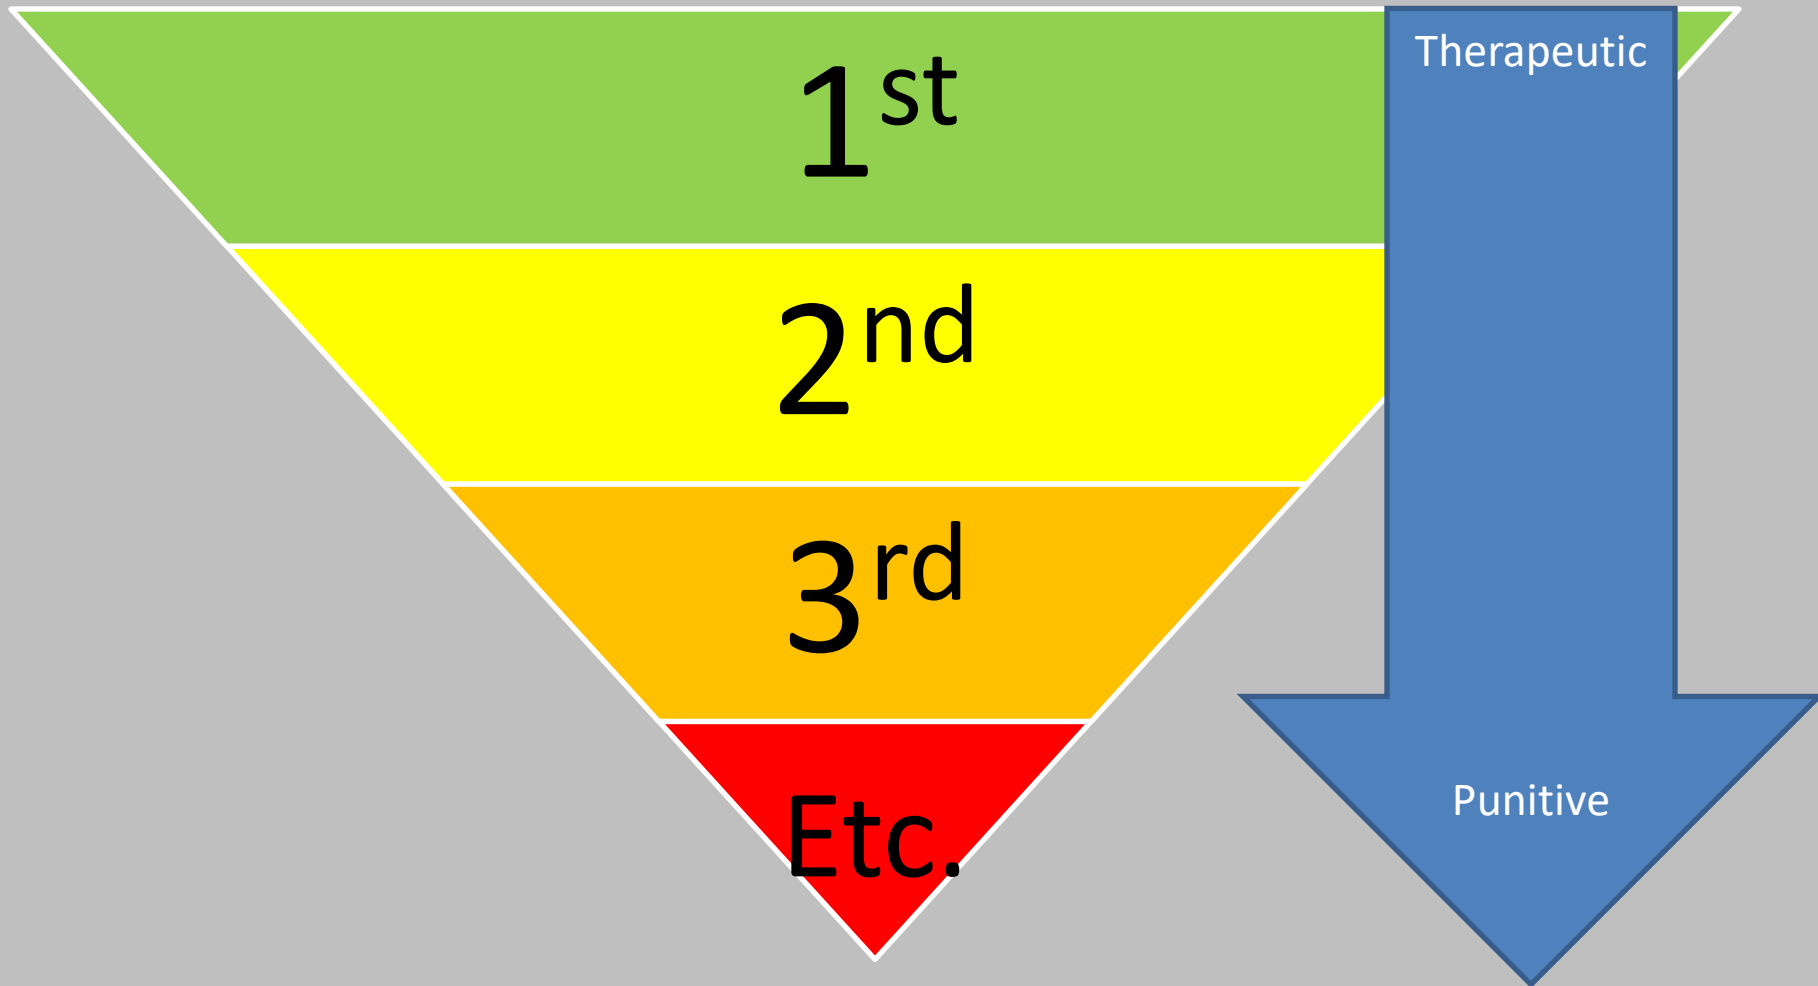 Therapeutic
1st
2nd
3rd
Etc.
Punitive